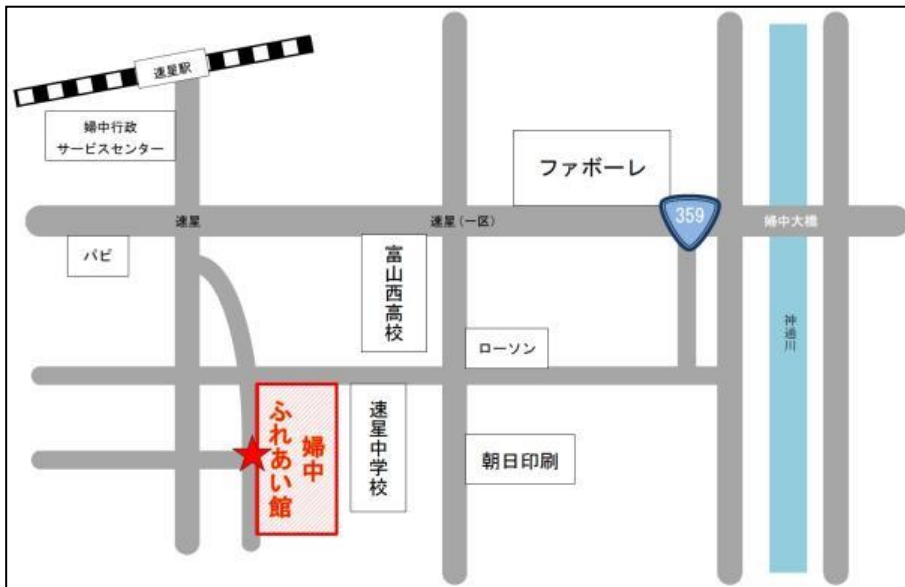 速星駅
婦中行政
サービスセンター
ファボーレ
359
速星
速星(一区)
婦中大橋
パビ
富山西高校
神通川
ローソン
婦中
ふれあい館
速星中学校
朝日印刷